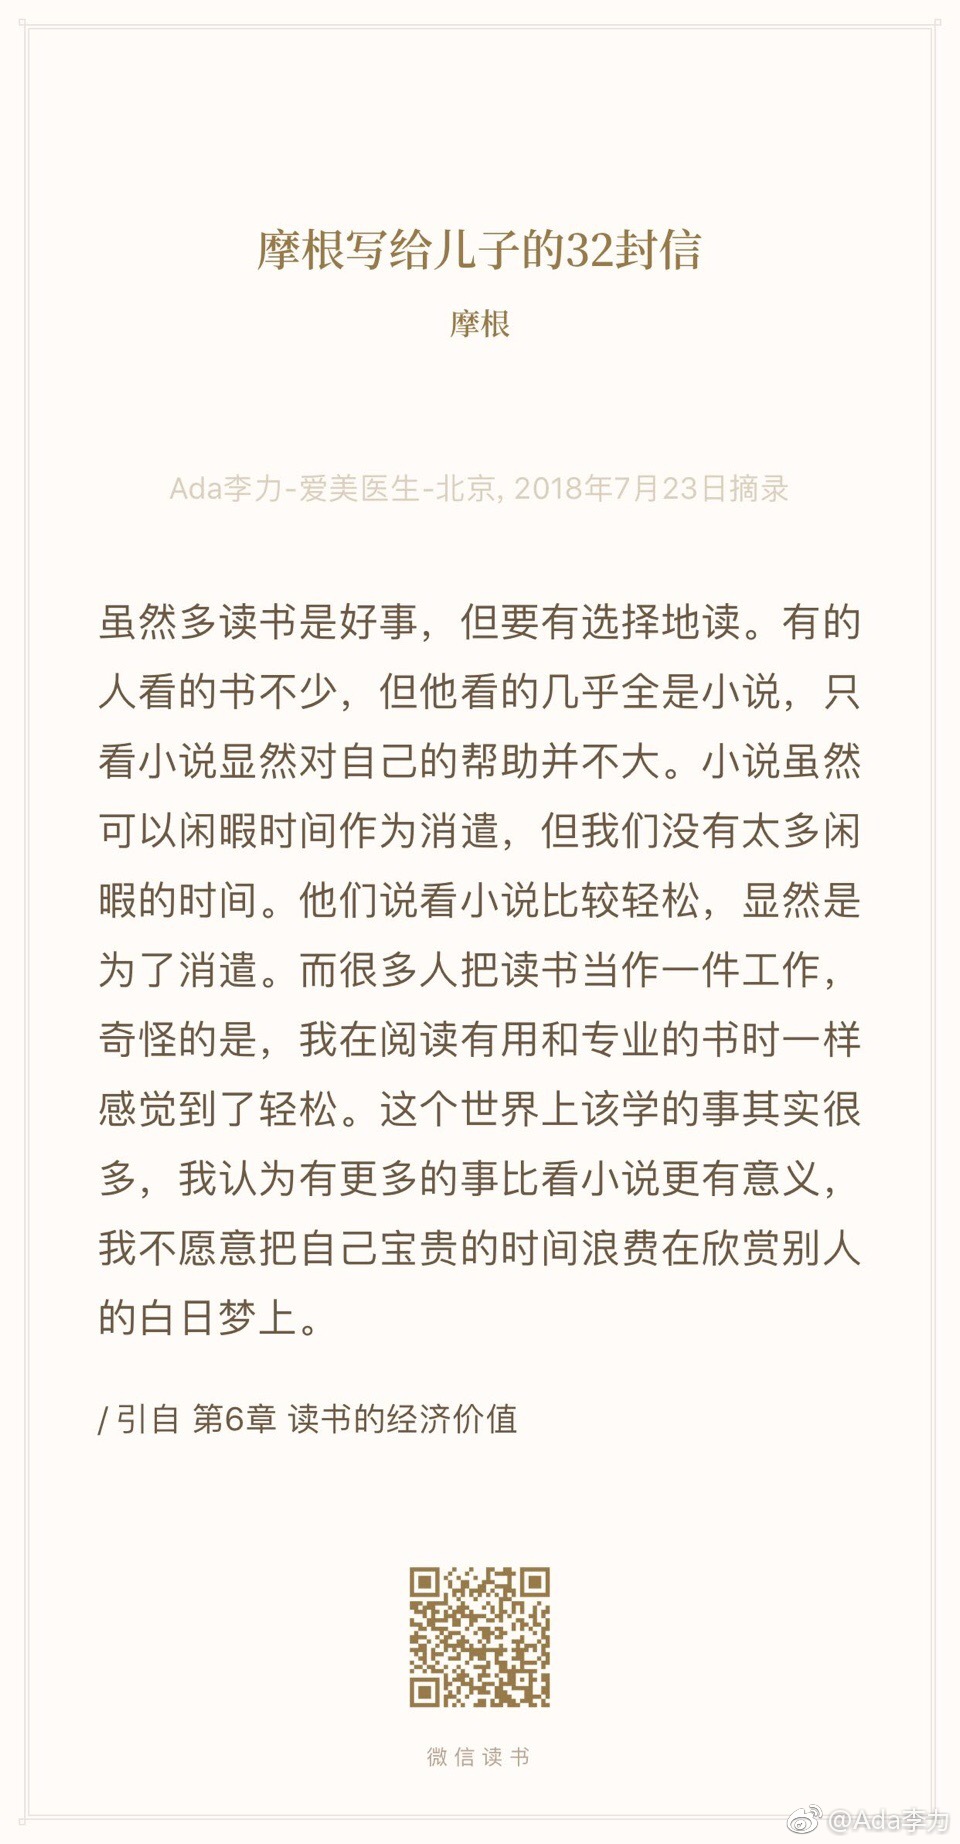 摩根写给儿子的32封信
摩根
Ada李力-爱美医生-北京, 2018年7月23日摘录
虽然多读书是好事，但要有选择地读。有的
人看的书不少，但他看的几乎全是小说，只
看小说显然对自己的帮助并不大。小说虽然
可以闲暇时间作为消遣，但我们没有太多闲
暇的时间。他们说看小说比较轻松，显然是
为了消遣。而很多人把读书当作一件工作，
奇怪的是，我在阅读有用和专业的书时一样
感觉到了轻松。这个世界上该学的事其实很
多，我认为有更多的事比看小说更有意义，
我不愿意把自己宝贵的时间浪费在欣赏别人
的白日梦上。
/ 引自 第6章 读书的经济价值
微信读书
@Ada李力